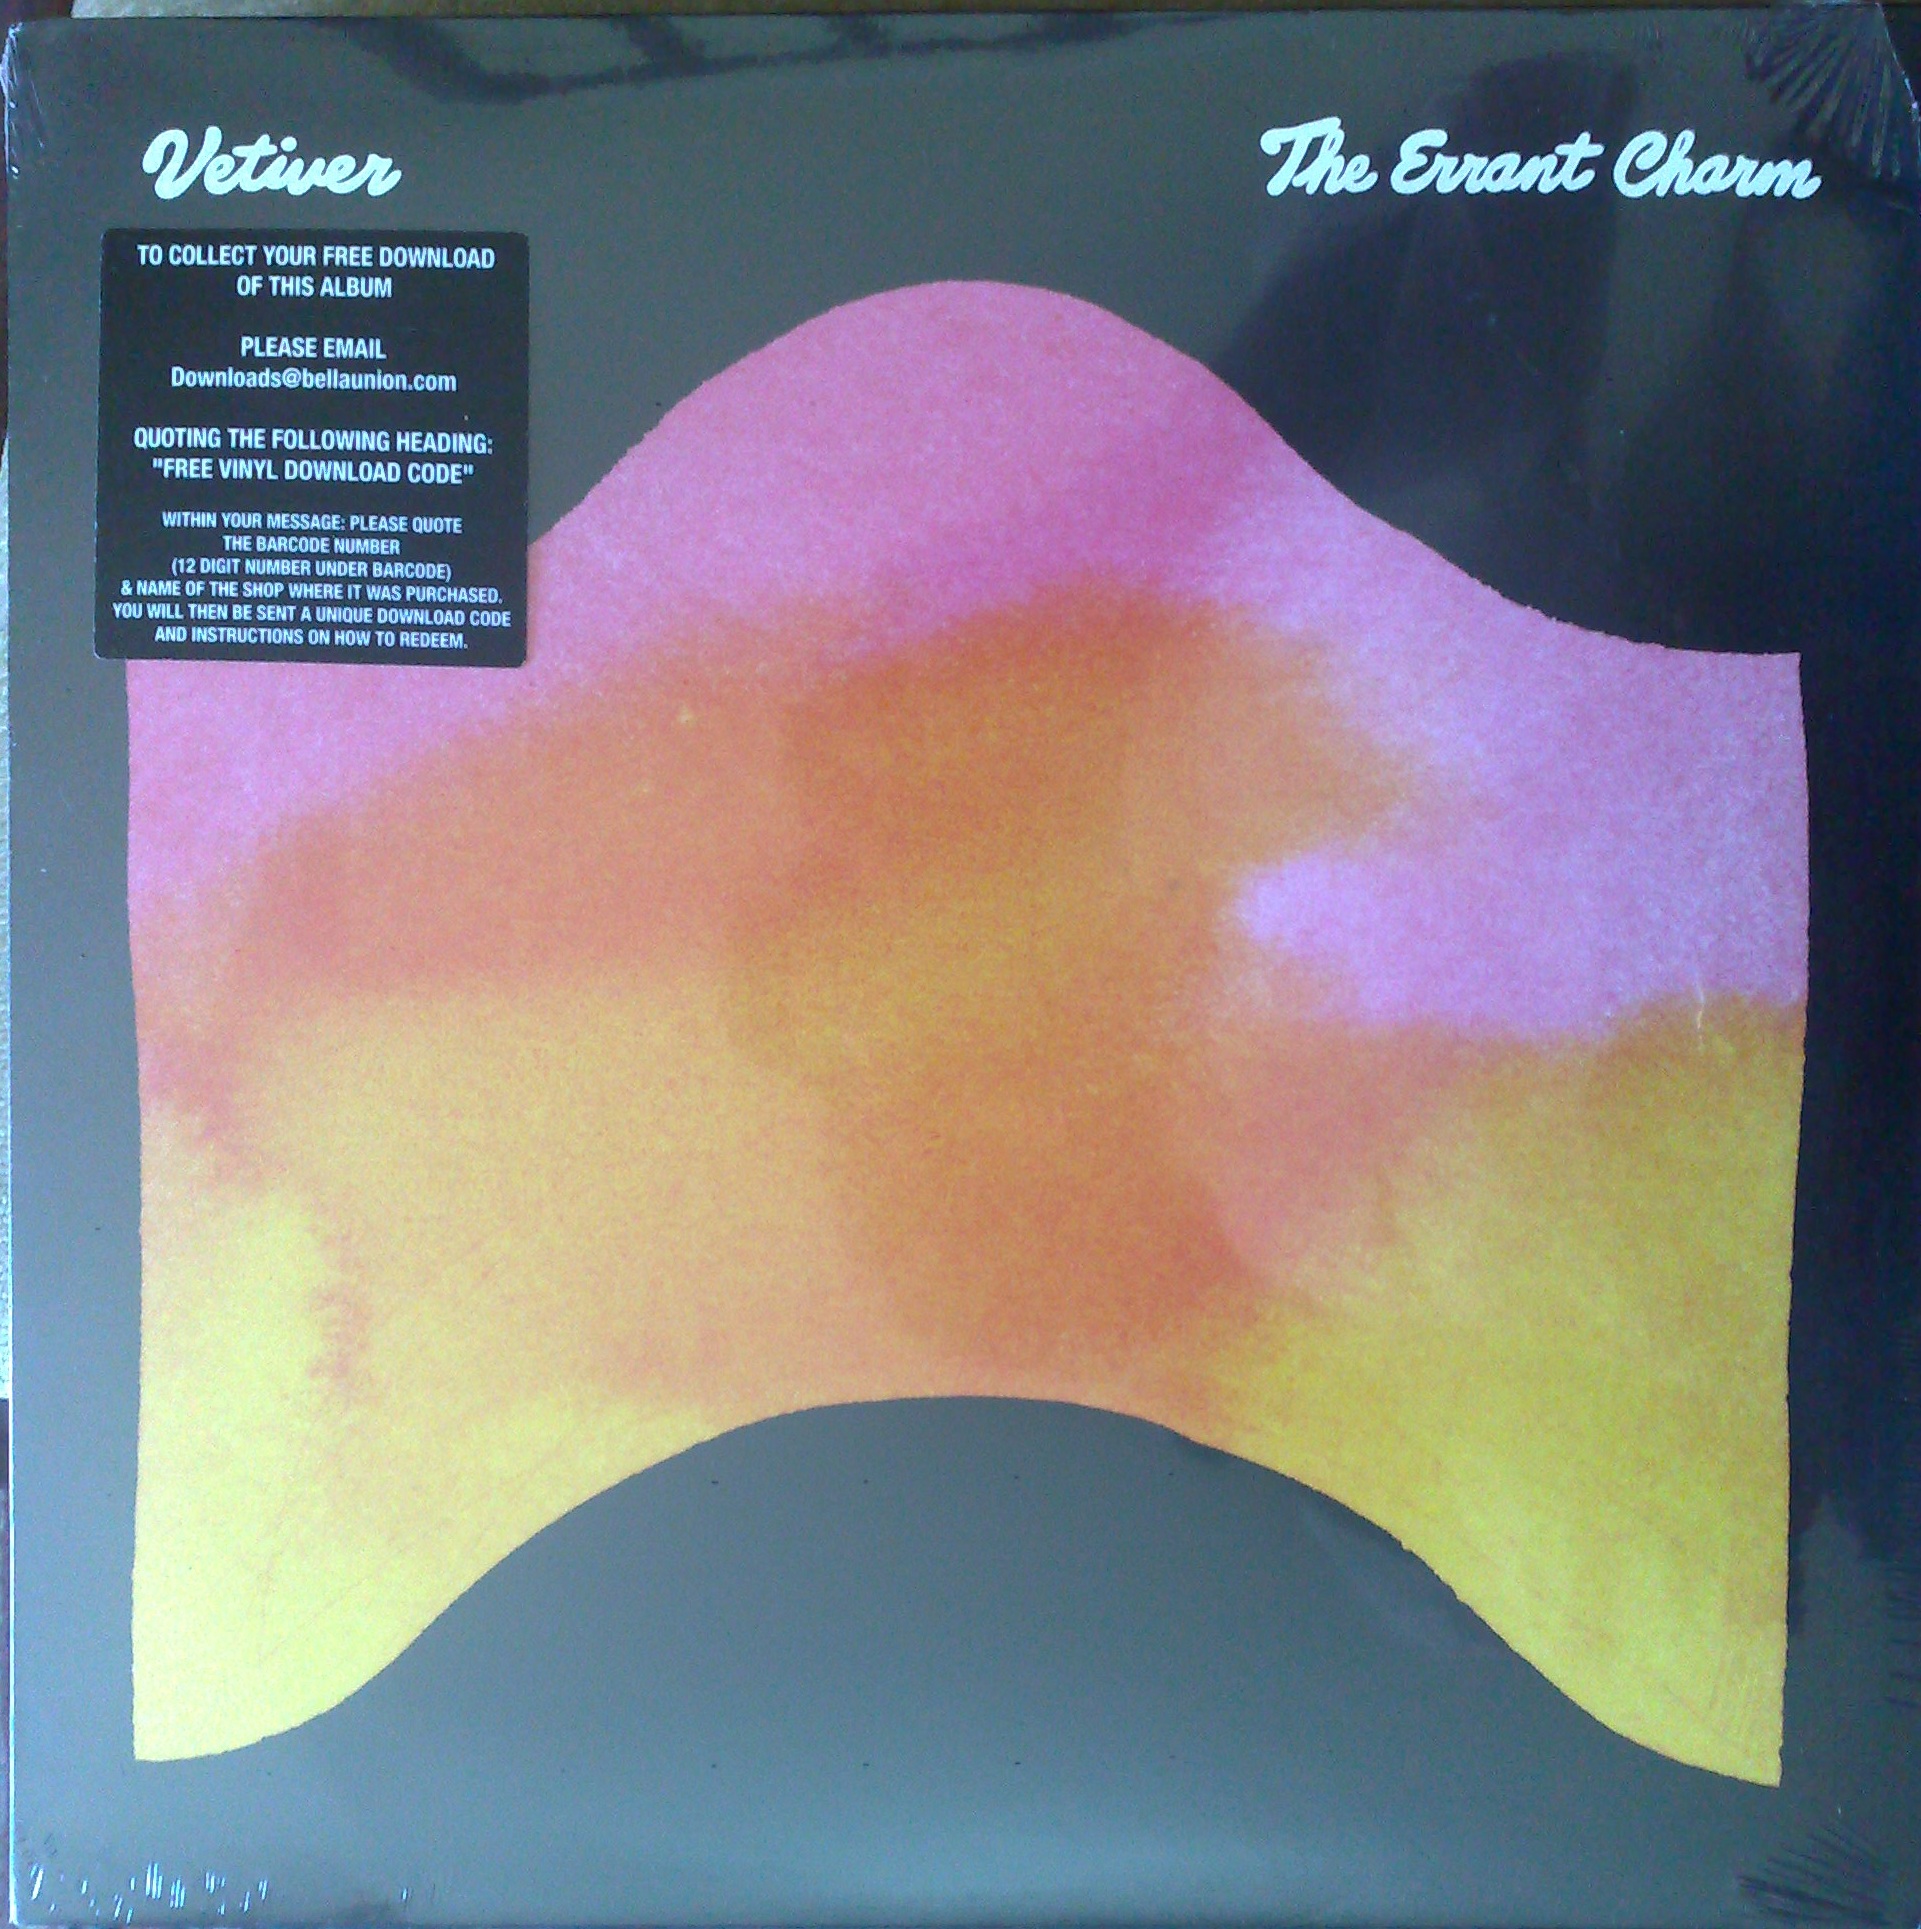 Vetiver
The Errant Charm
TO COLLECT YOUR FREE DOWNLOAD
OF THIS ALBUM
PLEASE EMAIL
Downloads@bellaunion.com
QUOTING THE FOLLOWING HEADING:
"FREE VINYL DOWNLOAD CODE"
WITHIN YOUR MESSAGE: PLEASE QUOTE
THE BARCODE NUMBER
(12 DIGIT NUMBER UNDER BARCODE)
& NAME OF THE SHOP WHERE IT WAS PURCHASED.
YOU WILL THEN BE SENT A UNIQUE DOWNLOAD CODE
AND INSTRUCTIONS ON HOW TO REDEEM.